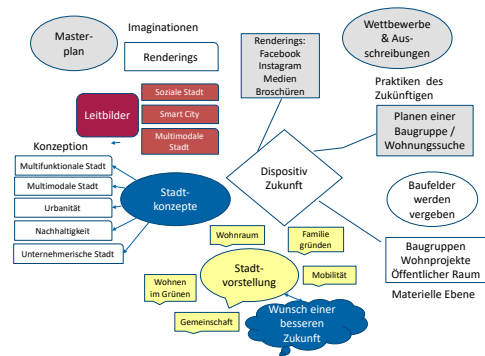 Master-
plan
Imaginationen
Renderings
Renderings:
Facebook
Instagram
Medien
Broschüren
Wettbewerbe
& Aus-
schreibungen
Leitbilder
Soziale Stadt
Smart City
Multimodale
Stadt
Praktiken des
Zukünftigen
Planen einer
Baugruppe /
Wohnungssuche
Konzeption
Multifunktionale Stadt
Multimodale Stadt
Urbanität
Nachhaltigkeit
Unternehmerische Stadt
Stadt-
konzepte
Dispositiv
Zukunft
Baufelder
werden
vergeben
Baugruppen
Wohnprojekte
Öffentlicher Raum
Materielle Ebene
Wohnraum
Familie
gründen
Stadt-
vorstellung
Mobilität
Wohnen
im Grünen
Gemeinschaft
Wunsch einer
besseren
Zukunft